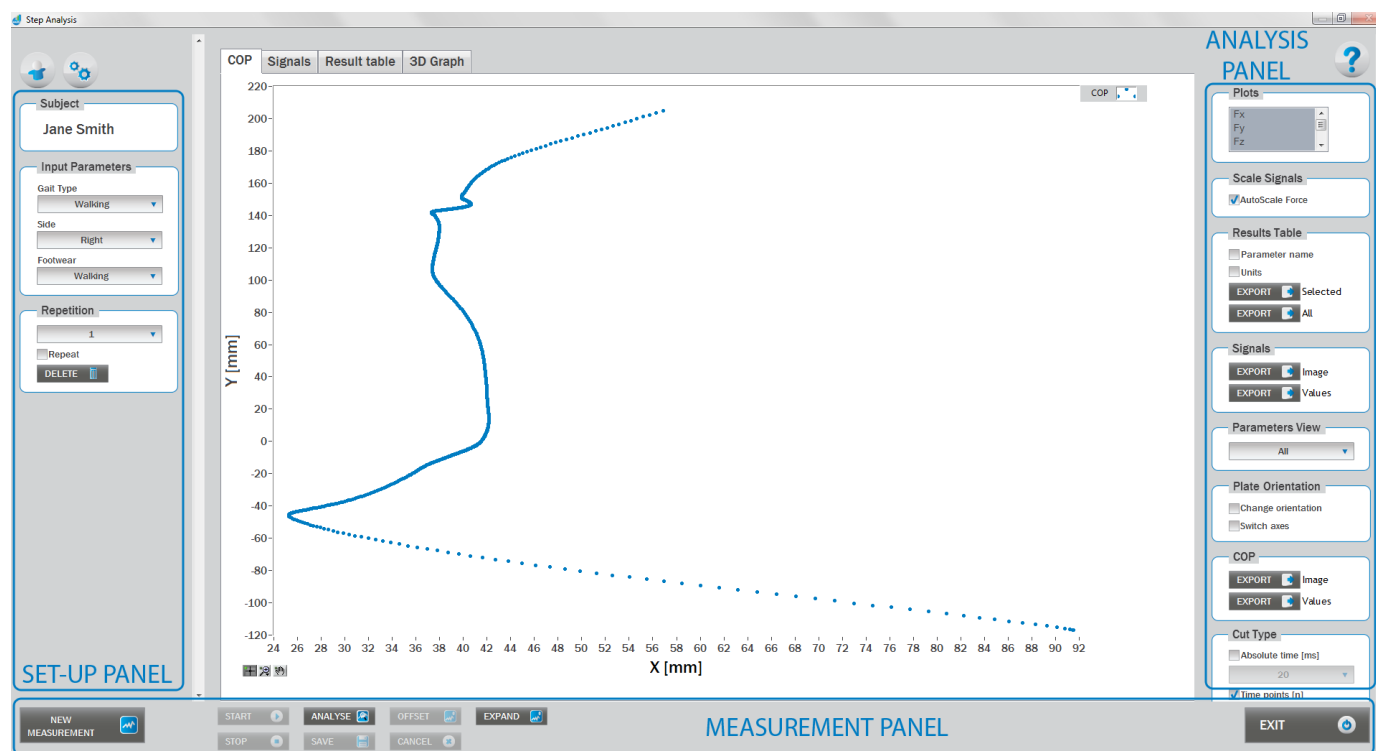 Step Analysis
Subject
Jane Smith
Input Parameters
Gait Type
Walking
Side
Right
Footwear
Walking
Repetition
1
Repeat
DELETE
SET-UP PANEL
COP Signals Result table 3D Graph
COP
220
200
180
160
140
120
100
80
60
40
20
0
-20
-40
-60
-80
-100
-120
Y [mm]
24 26 28 30 32 34 36 38 40 42 44 46 48 50 52 54 56 58 60 62 64 66 68 70 72 74 76 78 80 82 84 86 88 90 92
X [mm]
ANALYSIS
PANEL
?
Plots
Fx
Fy
Fz
Scale Signals
AutoScale Force
Results Table
Parameter name
Units
EXPORT Selected
EXPORT All
Signals
EXPORT Image
EXPORT Values
Parameters View
All
Plate Orientation
Change orientation
Switch axes
COP
EXPORT Image
EXPORT Values
Cut Type
Absolute time [ms]
20
Time points [n]
NEW
MEASUREMENT
START ANALYSE OFFSET EXPAND
STOP SAVE CANCEL
MEASUREMENT PANEL
EXIT